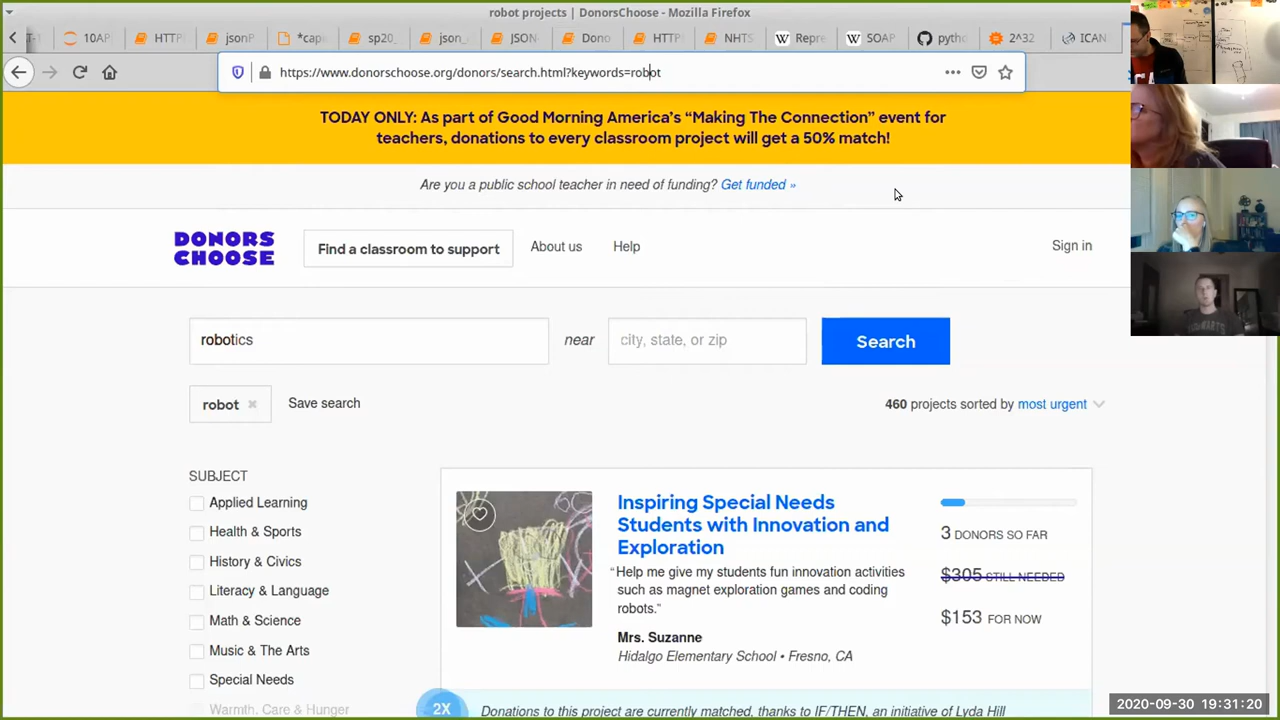 robot projects | DonorsChoose - Mozilla Firefox
10AP
HTTP
jsonP
*cap
sp20
json_
DON-
Dono
HTTP
NHTS
Repre
SOAP
pytho
2^32
ICAN
https://www.donorschoose.org/donors/search.html?keywords=robot
TODAY ONLY: As part of Good Morning America's “Making The Connection” event for
teachers, donations to every classroom project will get a 50% match!
Are you a public school teacher in need of funding? Get funded »
DONORS
CHOOSE
Find a classroom to support
About us
Help
Sign in
robotics
near
city, state, or zip
Search
robot ×
Save search
460 projects sorted by most urgent
SUBJECT
Applied Learning
Health & Sports
History & Civics
Literacy & Language
Math & Science
Music & The Arts
Special Needs
Warmth, Care & Hunger
Inspiring Special Needs
Students with Innovation and
Exploration
“Help me give my students fun innovation activities
such as magnet exploration games and coding
robots.”
Mrs. Suzanne
Hidalgo Elementary School • Fresno, CA
3 DONORS SO FAR
$305 STILL NEEDED
$153 FOR NOW
2X
Donations to this project are currently matched, thanks to IF/THEN, an initiative of Lyda Hill
2020-09-30 19:31:20